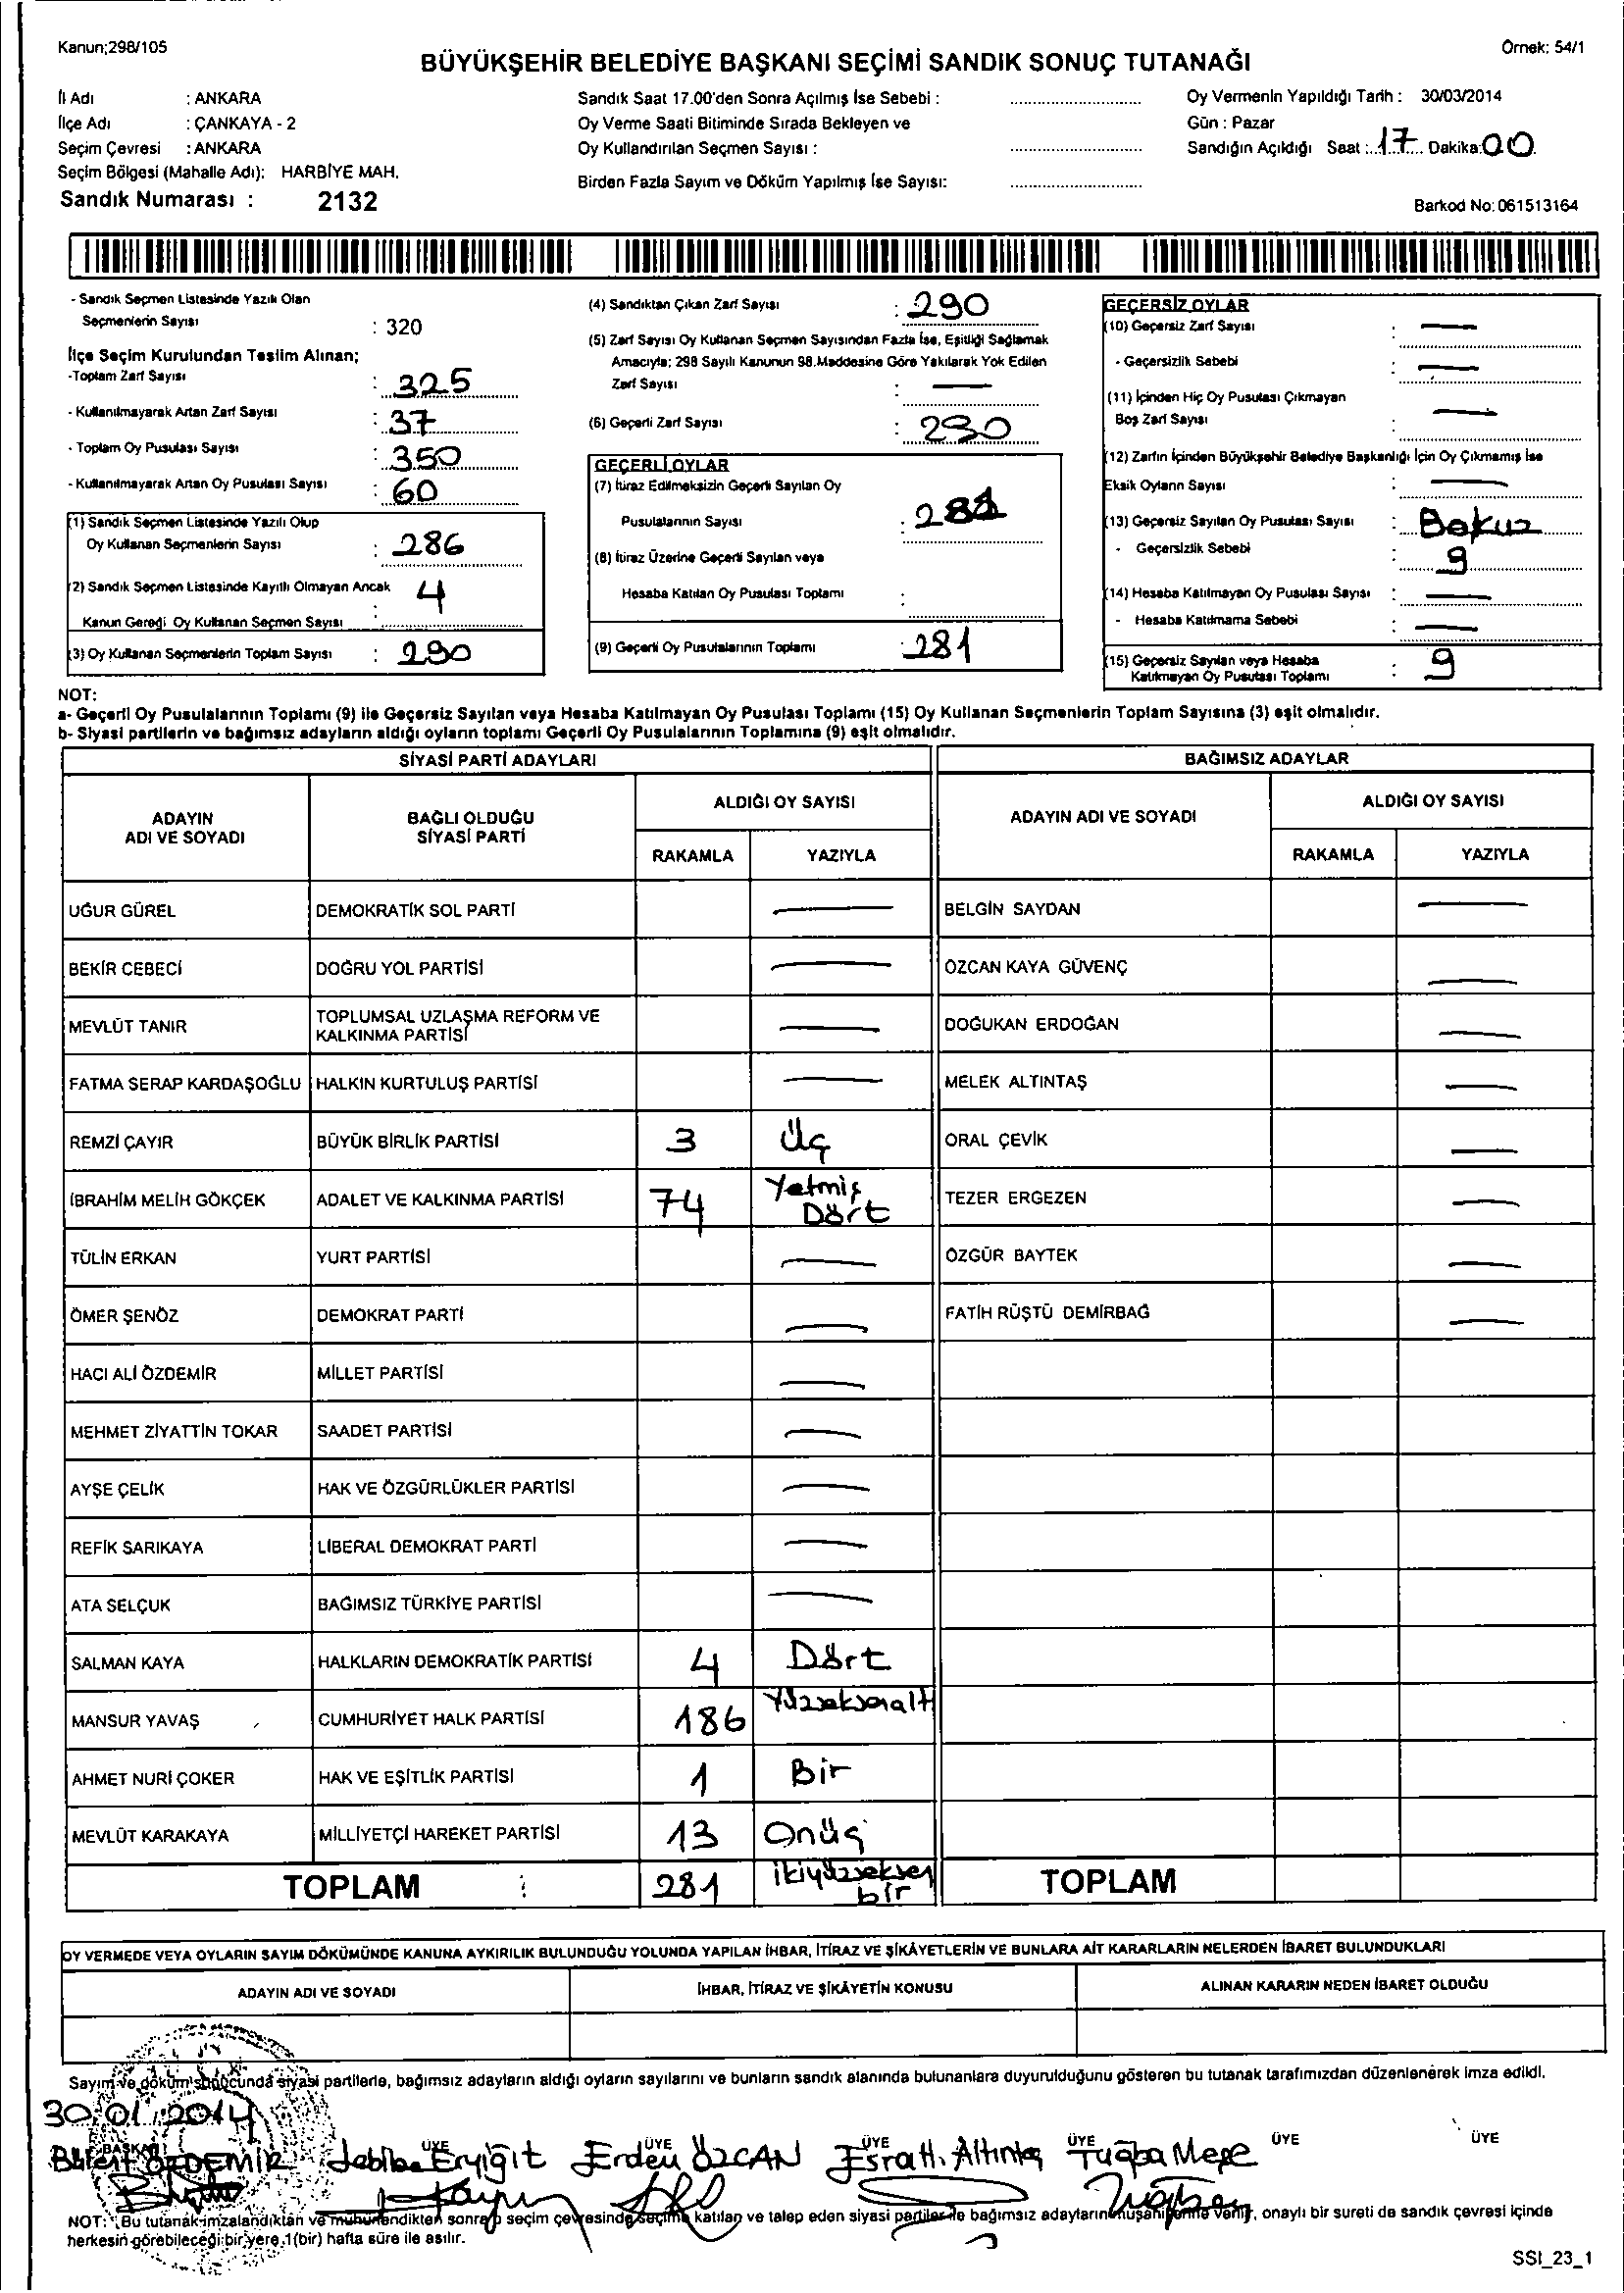 Kanun;298/105
Örnek: 54/1
BÜYÜKŞEHİR BELEDİYE BAŞKANI SEÇİMİ SANDIK SONUÇ TUTANAĞI
İl Adı : ANKARA
İlçe Adı : ÇANKAYA - 2
Seçim Çevresi : ANKARA
Seçim Bölgesi (Mahalle Adı): HARBİYE MAH.
Sandık Numarası : 2132
Sandık Saat 17.00'den Sonra Açılmış İse Sebebi :
Oy Verme Saati Bitiminde Sırada Bekleyen ve
Oy Kullandırılan Seçmen Sayısı :
Birden Fazla Sayım ve Döküm Yapılmış İse Sayısı:
Oy Vermenin Yapıldığı Tarih : 30/03/2014
Gün : Pazar
Sandığın Açıldığı Saat : 17 Dakika: 00
Barkod No: 061513164
- Sandık Seçmen Listesinde Yazılı Olan
Seçmenlerin Sayısı : 320
İlçe Seçim Kurulundan Teslim Alınan;
-Toplam Zarf Sayısı : 325
- Kullanılmayarak Artan Zarf Sayısı : 37
- Toplam Oy Pusulası Sayısı : 350
- Kullanılmayarak Artan Oy Pusulası Sayısı : 60
(1) Sandık Seçmen Listesinde Yazılı Olup
Oy Kullanan Seçmenlerin Sayısı : 286
(2) Sandık Seçmen Listesinde Kayıtlı Olmayan Ancak
Kanun Gereği Oy Kullanan Seçmen Sayısı : 4
(3) Oy Kullanan Seçmenlerin Toplam Sayısı : 290
(4) Sandıktan Çıkan Zarf Sayısı : 290
(5) Zarf Sayısı Oy Kullanan Seçmen Sayısından Fazla İse, Eşitliği Sağlamak
Amacıyla; 298 Sayılı Kanunun 98.Maddesine Göre Yakılarak Yok Edilen
Zarf Sayısı : —
(6) Geçerli Zarf Sayısı : 290
GEÇERLİ OYLAR
(7) İtiraz Edilmeksizin Geçerli Sayılan Oy
Pusulalarının Sayısı : 281
(8) İtiraz Üzerine Geçerli Sayılan veya
Hesaba Katılan Oy Pusulası Toplamı :
(9) Geçerli Oy Pusulalarının Toplamı : 281
GEÇERSİZ OYLAR
(10) Geçersiz Zarf Sayısı : —
- Geçersizlik Sebebi : —
(11) İçinden Hiç Oy Pusulası Çıkmayan
Boş Zarf Sayısı : —
(12) Zarfın İçinden Büyükşehir Belediye Başkanlığı İçin Oy Çıkmamış İse
Eksik Oyların Sayısı : —
(13) Geçersiz Sayılan Oy Pusulası Sayısı :
- Geçersizlik Sebebi : 9
(14) Hesaba Katılmayan Oy Pusulası Sayısı : —
- Hesaba Katılmama Sebebi : —
(15) Geçersiz Sayılan veya Hesaba
Katılmayan Oy Pusulası Toplamı : 9
NOT:
a- Geçerli Oy Pusulalarının Toplamı (9) ile Geçersiz Sayılan veya Hesaba Katılmayan Oy Pusulası Toplamı (15) Oy Kullanan Seçmenlerin Toplam Sayısına (3) eşit olmalıdır.
b- Siyasi partilerin ve bağımsız adayların aldığı oyların toplamı Geçerli Oy Pusulalarının Toplamına (9) eşit olmalıdır.
SİYASİ PARTİ ADAYLARI
BAĞIMSIZ ADAYLAR
ADAYIN
ADI VE SOYADI
BAĞLI OLDUĞU
SİYASİ PARTİ
ALDIĞI OY SAYISI
RAKAMLA YAZIYLA
ADAYIN ADI VE SOYADI
ALDIĞI OY SAYISI
RAKAMLA YAZIYLA
UĞUR GÜREL DEMOKRATİK SOL PARTİ — BELGİN SAYDAN —
BEKİR CEBECİ DOĞRU YOL PARTİSİ — ÖZCAN KAYA GÜVENÇ —
MEVLÜT TANIR TOPLUMSAL UZLAŞMA REFORM VE
KALKINMA PARTİSİ — DOĞUKAN ERDOĞAN —
FATMA SERAP KARDAŞOĞLU HALKIN KURTULUŞ PARTİSİ — MELEK ALTINTAŞ —
REMZİ ÇAYIR BÜYÜK BİRLİK PARTİSİ 3 Üç ORAL ÇEVİK —
İBRAHİM MELİH GÖKÇEK ADALET VE KALKINMA PARTİSİ 74 Yetmiş
Dört TEZER ERGEZEN —
TÜLİN ERKAN YURT PARTİSİ — ÖZGÜR BAYTEK —
ÖMER ŞENÖZ DEMOKRAT PARTİ — FATİH RÜŞTÜ DEMİRBAĞ —
HACI ALİ ÖZDEMİR MİLLET PARTİSİ —
MEHMET ZİYATTİN TOKAR SAADET PARTİSİ —
AYŞE ÇELİK HAK VE ÖZGÜRLÜKLER PARTİSİ —
REFİK SARIKAYA LİBERAL DEMOKRAT PARTİ —
ATA SELÇUK BAĞIMSIZ TÜRKİYE PARTİSİ —
SALMAN KAYA HALKLARIN DEMOKRATİK PARTİSİ 4 Dört
MANSUR YAVAŞ CUMHURİYET HALK PARTİSİ 186 Yüzseksenaltı
AHMET NURİ ÇOKER HAK VE EŞİTLİK PARTİSİ 1 Bir
MEVLÜT KARAKAYA MİLLİYETÇİ HAREKET PARTİSİ 13 Onüç
TOPLAM : 281 ikiyüzseksen
bir TOPLAM
OY VERMEDE VEYA OYLARIN SAYIM DÖKÜMÜNDE KANUNA AYKIRILIK BULUNDUĞU YOLUNDA YAPILAN İHBAR, İTİRAZ VE ŞİKÂYETLERİN VE BUNLARA AİT KARARLARIN NELERDEN İBARET BULUNDUKLARI
ADAYIN ADI VE SOYADI İHBAR, İTİRAZ VE ŞİKÂYETİN KONUSU ALINAN KARARIN NEDEN İBARET OLDUĞU
Sayım ve döküm sonucunda siyasi partilerle, bağımsız adayların aldığı oyların sayılarını ve bunların sandık alanında bulunanlara duyurulduğunu gösteren bu tutanak tarafımızdan düzenlenerek imza edildi.
30.01.2014
BAŞKAN ÜYE ÜYE ÜYE ÜYE ÜYE ÜYE
Bülent ÖZDEMİR Eryiğit Erden ÖZCAN Esra H. Altıntaş Tuğba Meşe
NOT: Bu tutanak imzalandıktan ve mühürlendikten sonra seçim çevresinde seçime katılan ve talep eden siyasi partiler ile bağımsız adayların müşahitlerine verilir, onaylı bir sureti de sandık çevresi içinde
herkesin görebileceği bir yere 1(bir) hafta süre ile asılır.
SSI_23_1